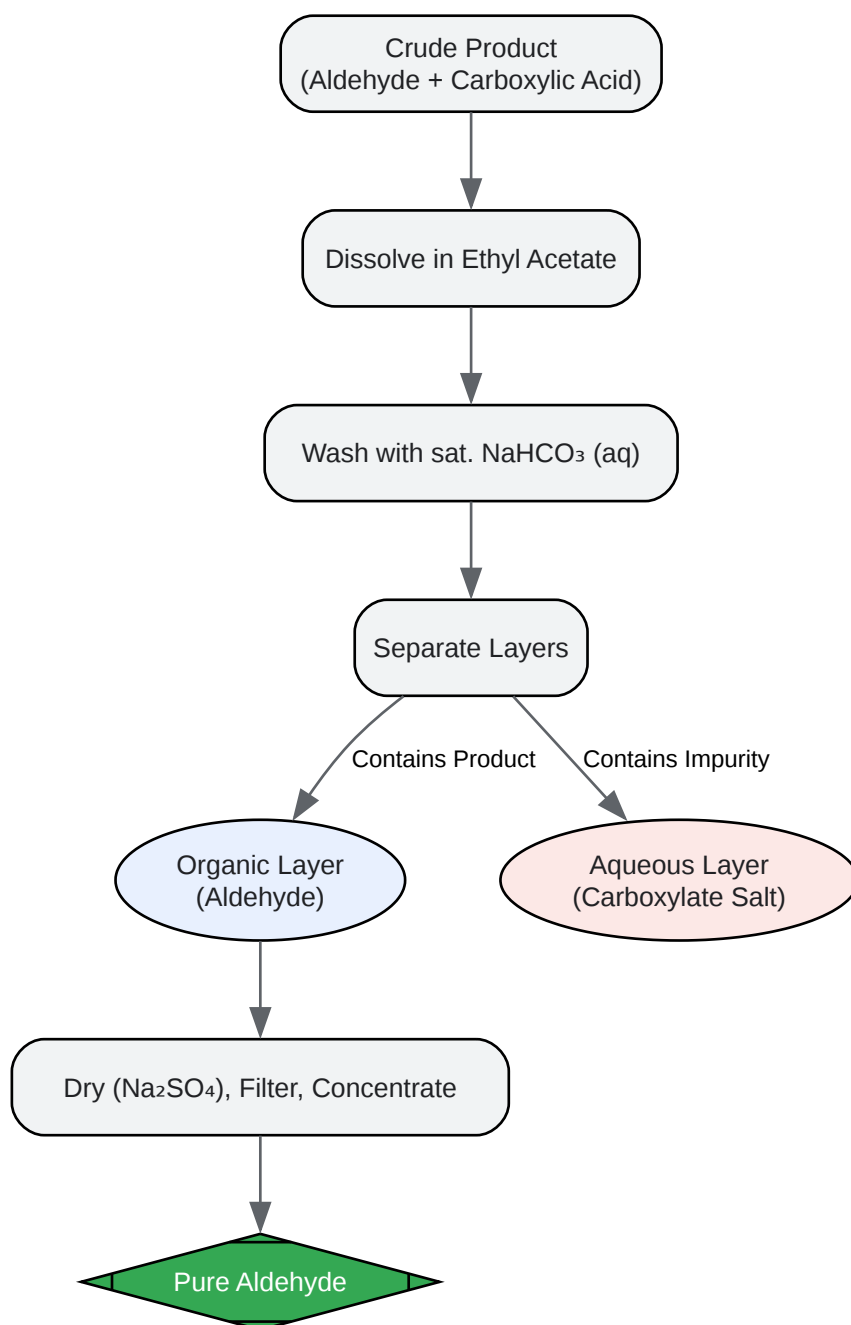 Crude Product
(Aldehyde + Carboxylic Acid)
Dissolve in Ethyl Acetate
Wash with sat. NaHCO₃ (aq)
Separate Layers
Contains Product
Contains Impurity
Organic Layer
(Aldehyde)
Aqueous Layer
(Carboxylate Salt)
Dry (Na₂SO₄), Filter, Concentrate
Pure Aldehyde